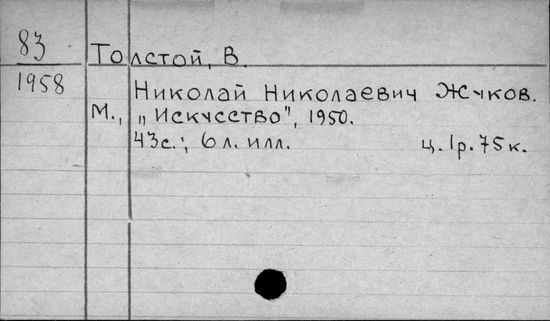 83 Толстой, В.
1958 Николай Николаевич Жуков.
М., „Искусство", 1950.
43с.; 6 л. илл. ц. 1р. 75к.